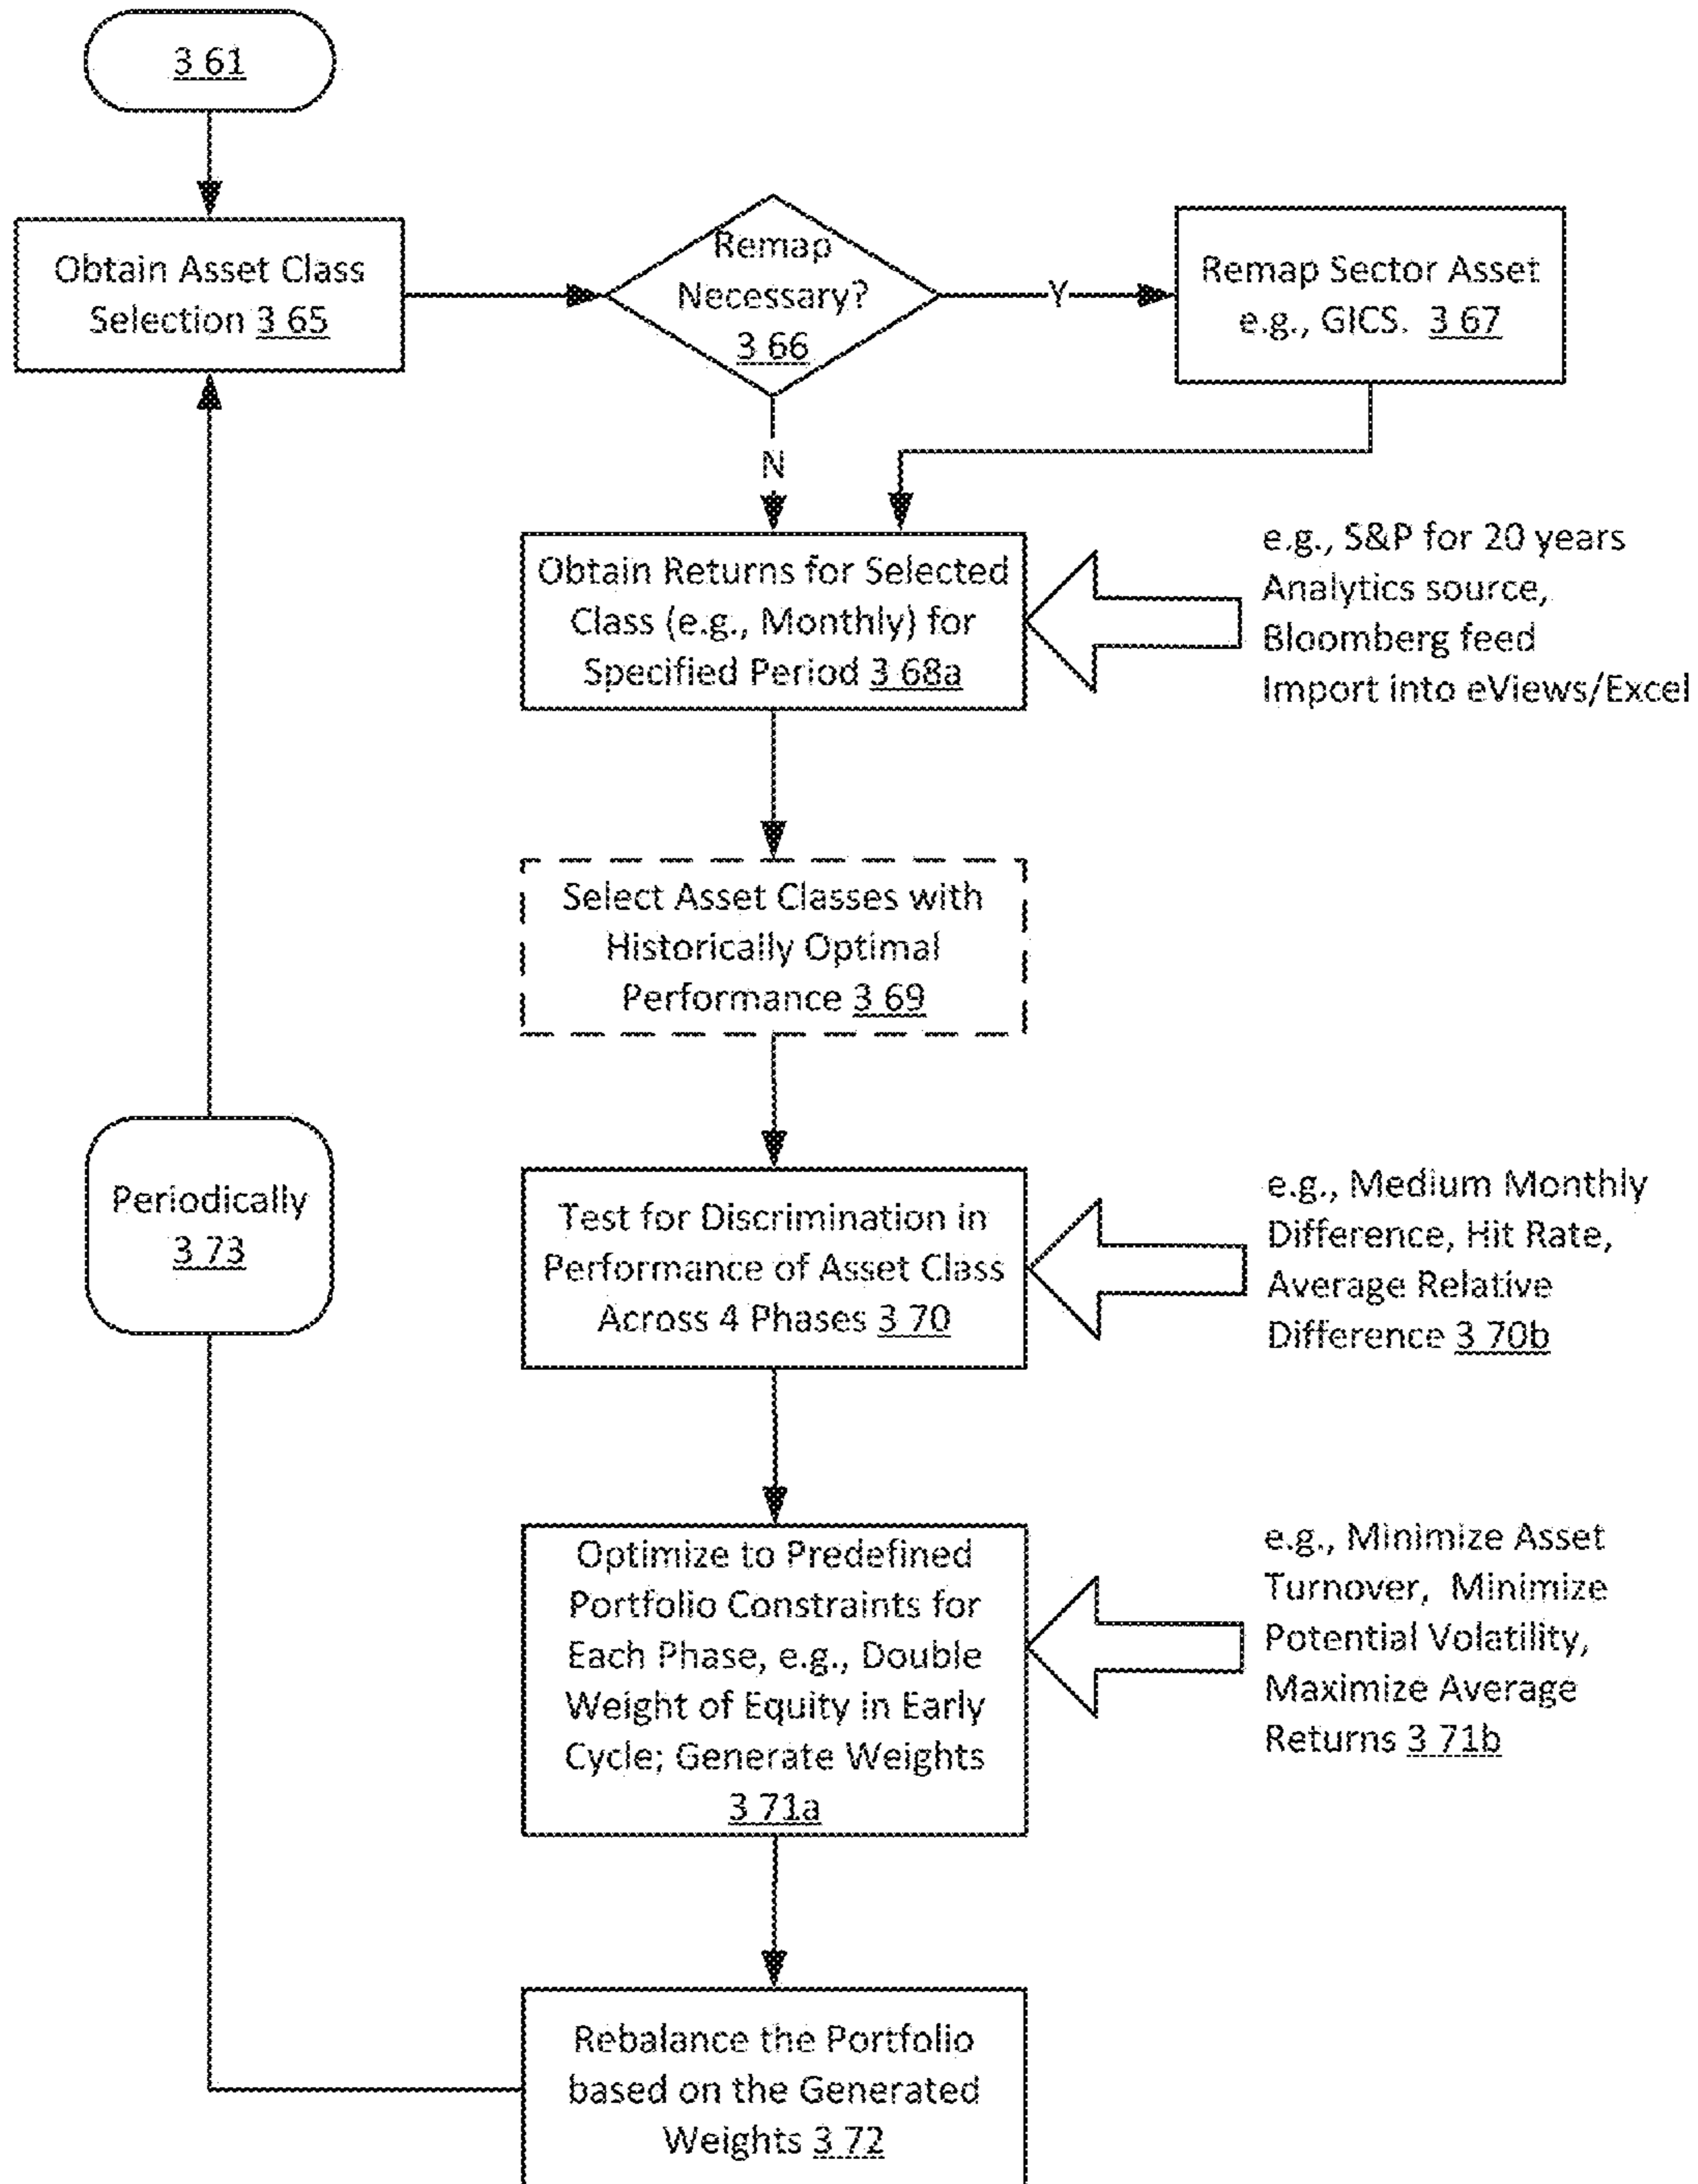 3 61
Obtain Asset Class
Selection 3 65
Remap
Necessary?
3 66
Y
Remap Sector Asset
e.g., GICS. 3 67
N
Obtain Returns for Selected
Class (e.g., Monthly) for
Specified Period 3 68a
e.g., S&P for 20 years
Analytics source,
Bloomberg feed
Import into eViews/Excel
Select Asset Classes with
Historically Optimal
Performance 3 69
Periodically
3 73
Test for Discrimination in
Performance of Asset Class
Across 4 Phases 3 70
e.g., Medium Monthly
Difference, Hit Rate,
Average Relative
Difference 3 70b
Optimize to Predefined
Portfolio Constraints for
Each Phase, e.g., Double
Weight of Equity in Early
Cycle; Generate Weights
3 71a
e.g., Minimize Asset
Turnover, Minimize
Potential Volatility,
Maximize Average
Returns 3 71b
Rebalance the Portfolio
based on the Generated
Weights 3 72